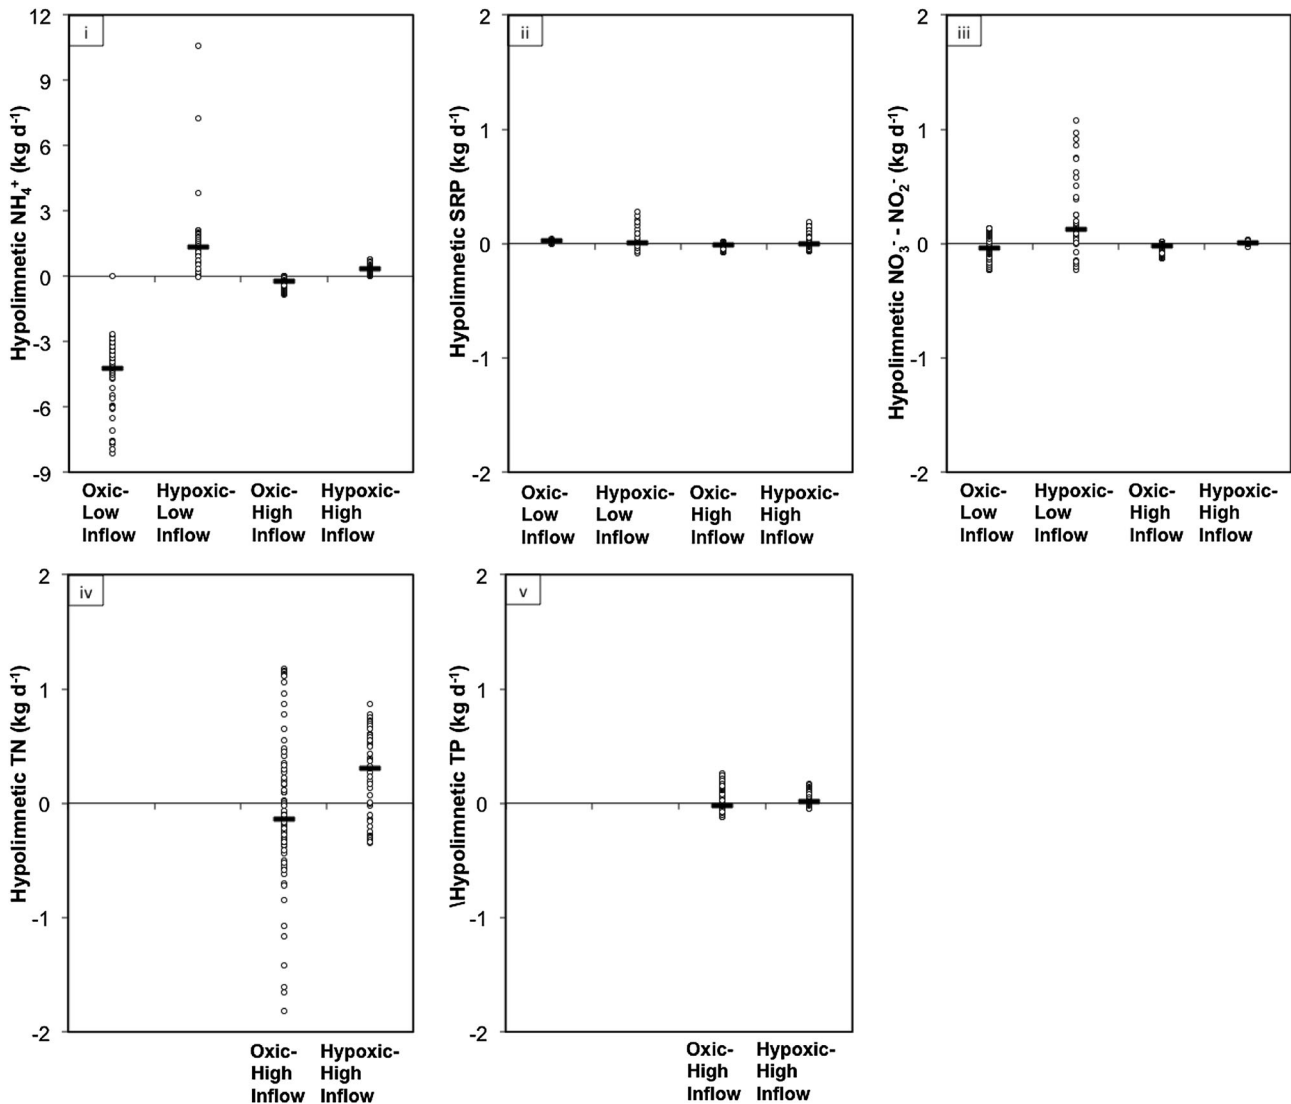 i
12
9
6
3
0
-3
-6
-9
Hypolimnetic NH₄⁺ (kg d⁻¹)
Oxic- Hypoxic- Oxic- Hypoxic-
Low Low High High
Inflow Inflow Inflow Inflow
ii
2
1
0
-1
-2
Hypolimnetic SRP (kg d⁻¹)
Oxic- Hypoxic- Oxic- Hypoxic-
Low Low High High
Inflow Inflow Inflow Inflow
iii
2
1
0
-1
-2
Hypolimnetic NO₃⁻ - NO₂⁻ (kg d⁻¹)
Oxic- Hypoxic- Oxic- Hypoxic-
Low Low High High
Inflow Inflow Inflow Inflow
iv
2
1
0
-1
-2
Hypolimnetic TN (kg d⁻¹)
Oxic- Hypoxic-
High High
Inflow Inflow
v
2
1
0
-1
-2
\Hypolimnetic TP (kg d⁻¹)
Oxic- Hypoxic-
High High
Inflow Inflow